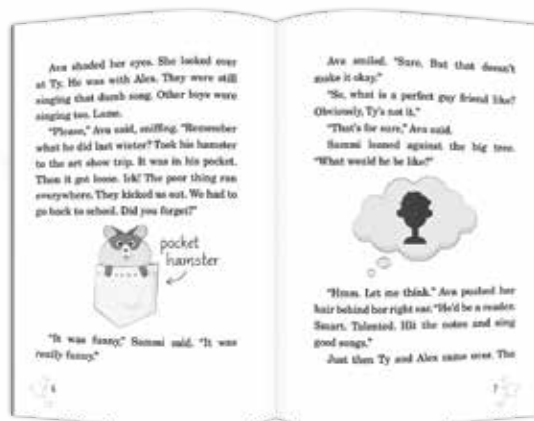 Ava shaded her eyes. She looked over
at Ty. He was with Alex. They were still
singing that dumb song. Other boys were
singing too. Lame.
"Please," Ava said, sniffing. "Remember
what he did last winter? Took his hamster
to the art show trip. It was in his pocket.
Then it got loose. Ick! The poor thing ran
everywhere. They kicked us out. We had to
go back to school. Did you forget?"
pocket
hamster
"It was funny," Sammi said. "It was
really funny."
6
Ava smiled. "Sure. But that doesn't
make it okay."
"So, what is a perfect guy friend like?
Obviously, Ty's not it."
"That's for sure," Ava said.
Sammi leaned against the big tree.
"What would he be like?"
"Hmm. Let me think." Ava pushed her
hair behind her right ear. "He'd be a reader.
Smart. Talented. Hit the notes and sing
good songs."
Just then Ty and Alex came over. The
7